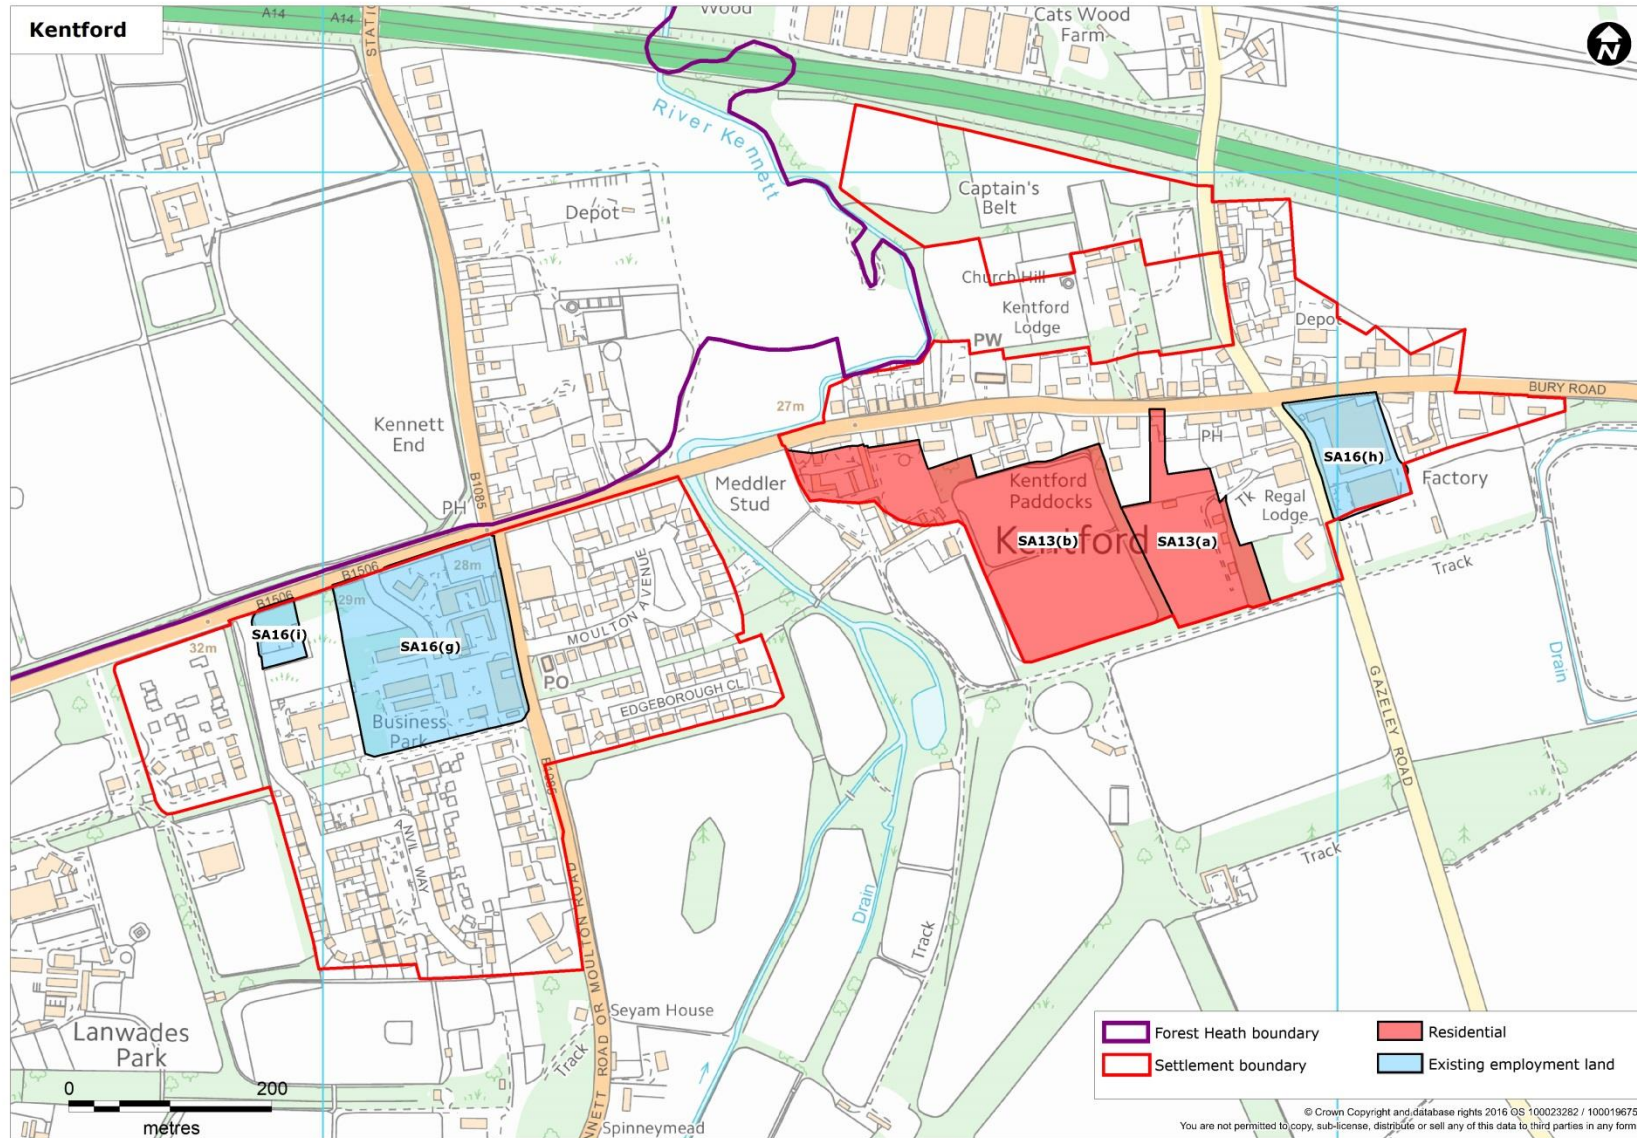 Kentford
A14
A14
STATIO
Wood
Cats Wood
Farm
N
River Kennett
Captain's
Belt
Depot
Church Hill
Kentford
Lodge
Depot
PW
BURY ROAD
27m
Kennett
End
PH
SA16(h)
Factory
Meddler
Stud
Kentford
Paddocks
Regal
Lodge
Tk
PH
B1085
Kentford
SA13(b)
SA13(a)
Track
B1506
28m
B1506
29m
MOULTON AVENUE
SA16(i)
32m
SA16(g)
PO
EDGEBOROUGH CL
Drain
GAZELEY ROAD
Business
Park
B1085
ANVIL WAY
Track
Drain
Track
Seyam House
Lanwades
Park
Track
NNETT ROAD OR MOULTON ROAD
Spinneymead
0 200
metres
Forest Heath boundary
Settlement boundary
Residential
Existing employment land
© Crown Copyright and database rights 2016 OS 100023282 / 100019675
You are not permitted to copy, sub-license, distribute or sell any of this data to third parties in any form